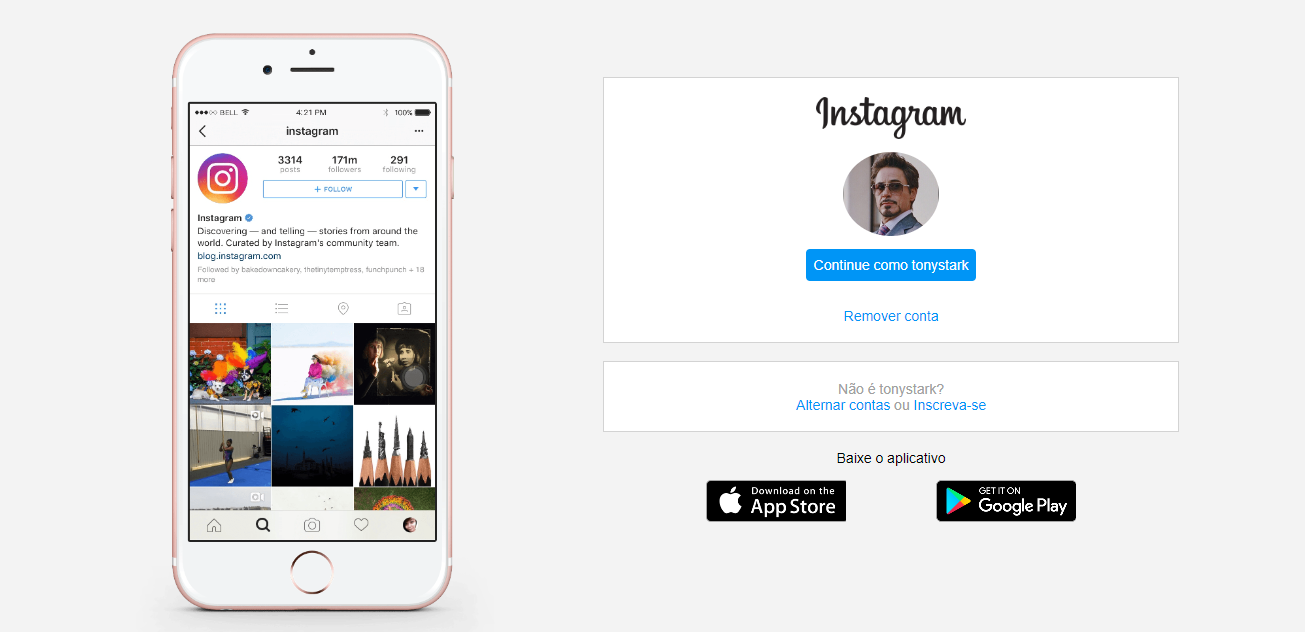 BELL 4:21 PM 100%
instagram
3314 171m 291
posts followers following
+ FOLLOW
Instagram
Discovering — and telling — stories from around the
world. Curated by Instagram's community team.
blog.instagram.com
Followed by bakadowncakery, thetinytemptress, funchpunch + 18
more
Instagram
Continue como tonystark
Remover conta
Não é tonystark?
Alternar contas ou Inscreva-se
Baixe o aplicativo
Download on the
App Store
GET IT ON
Google Play